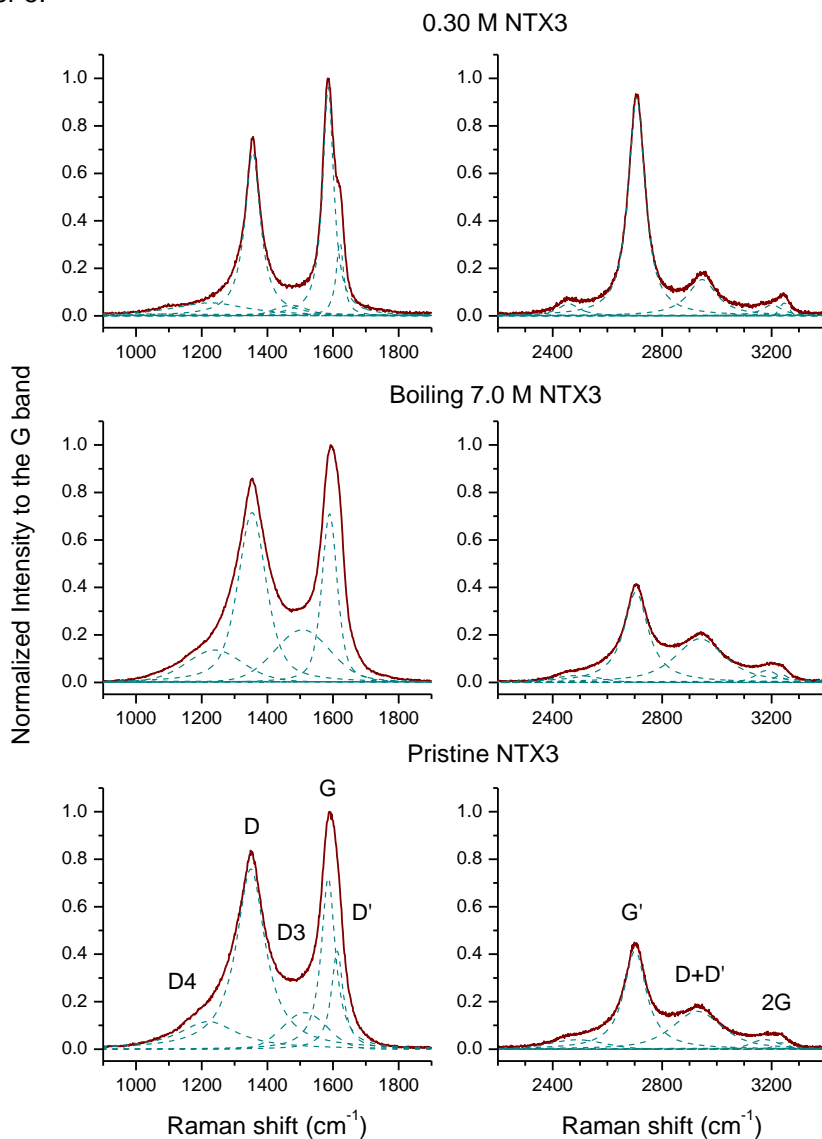 0.30 M NTX3
1.0
0.8
0.6
0.4
0.2
0.0
1000 1200 1400 1600 1800
1.0
0.8
0.6
0.4
0.2
0.0
2400 2800 3200
Boiling 7.0 M NTX3
1.0
0.8
0.6
0.4
0.2
0.0
1000 1200 1400 1600 1800
1.0
0.8
0.6
0.4
0.2
0.0
2400 2800 3200
Normalized Intensity to the G band
Pristine NTX3
1.0
0.8
0.6
0.4
0.2
0.0
G
D
D3
D'
D4
1000 1200 1400 1600 1800
Raman shift (cm⁻¹)
1.0
0.8
0.6
0.4
0.2
0.0
G'
D+D'
2G
2400 2800 3200
Raman shift (cm⁻¹)